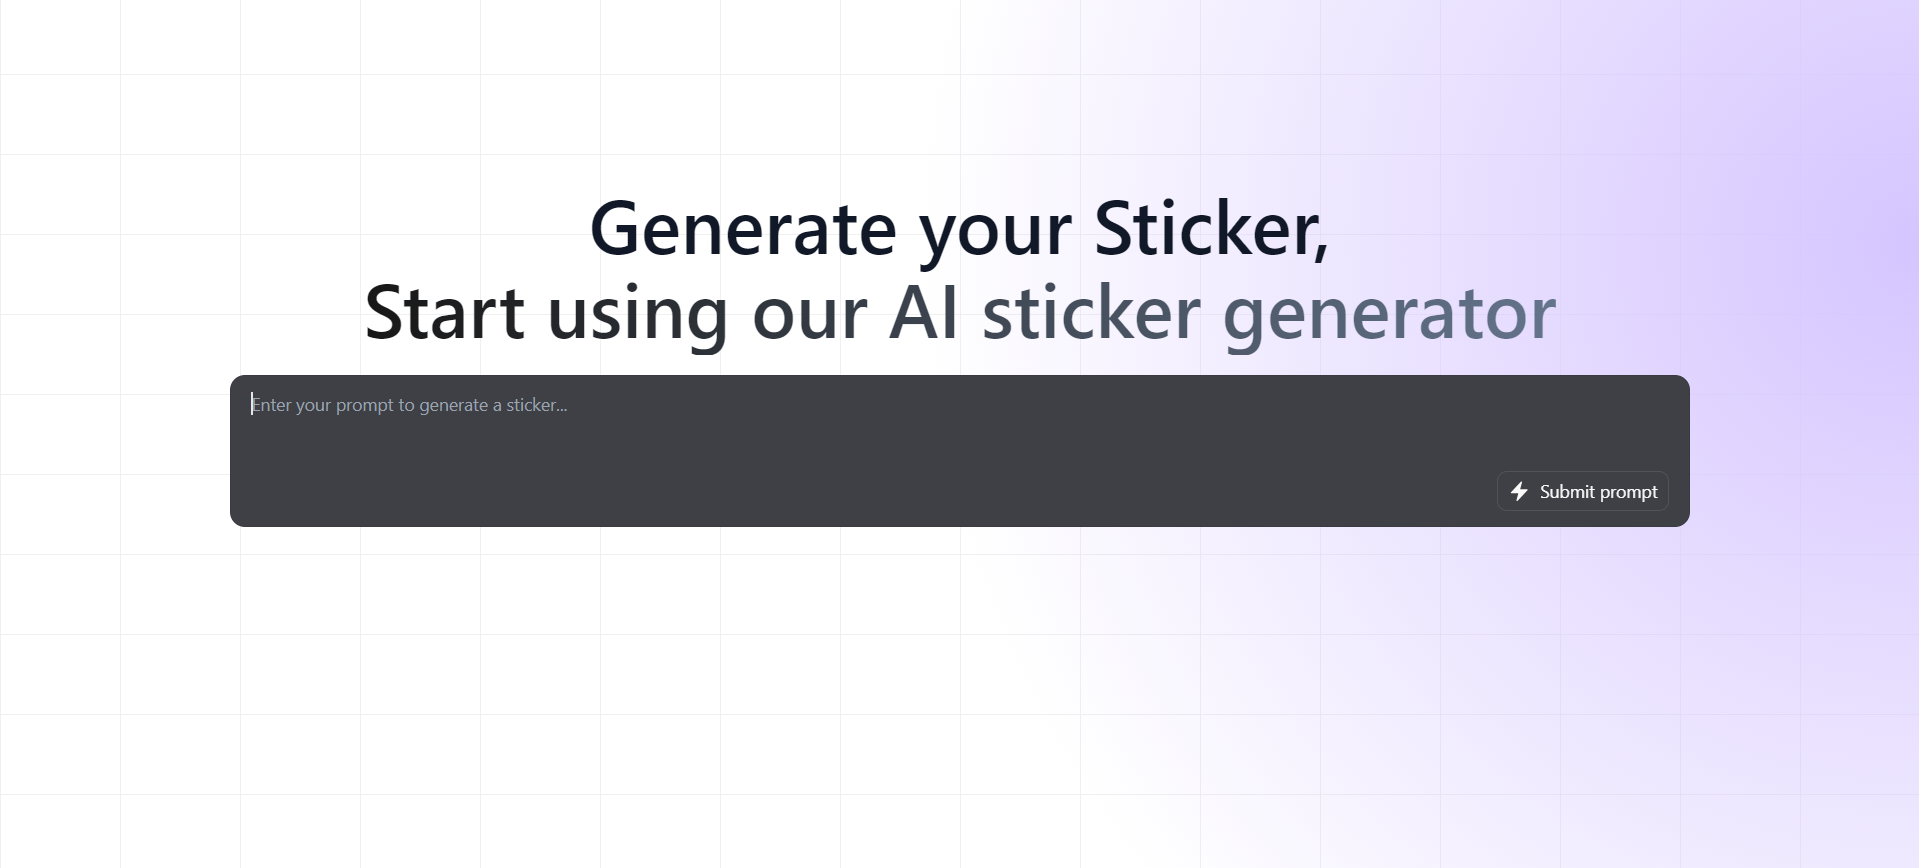 Generate your Sticker,
Start using our AI sticker generator
Enter your prompt to generate a sticker...
Submit prompt